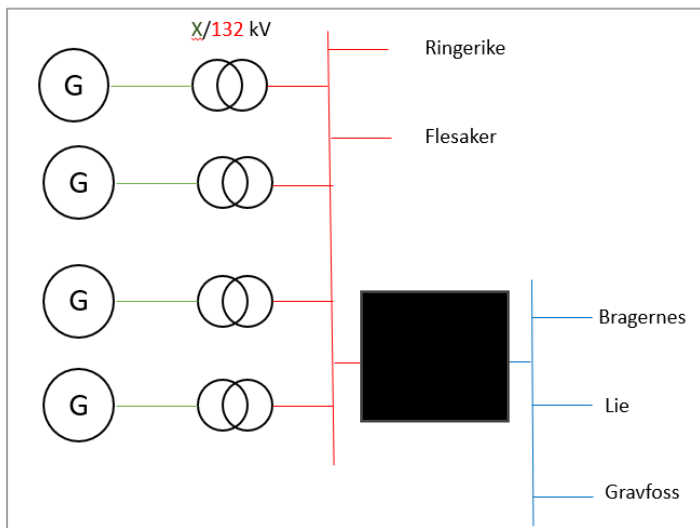 X/132 kV
Ringerike
G
Flesaker
G
G
Bragernes
G
Lie
Gravfoss